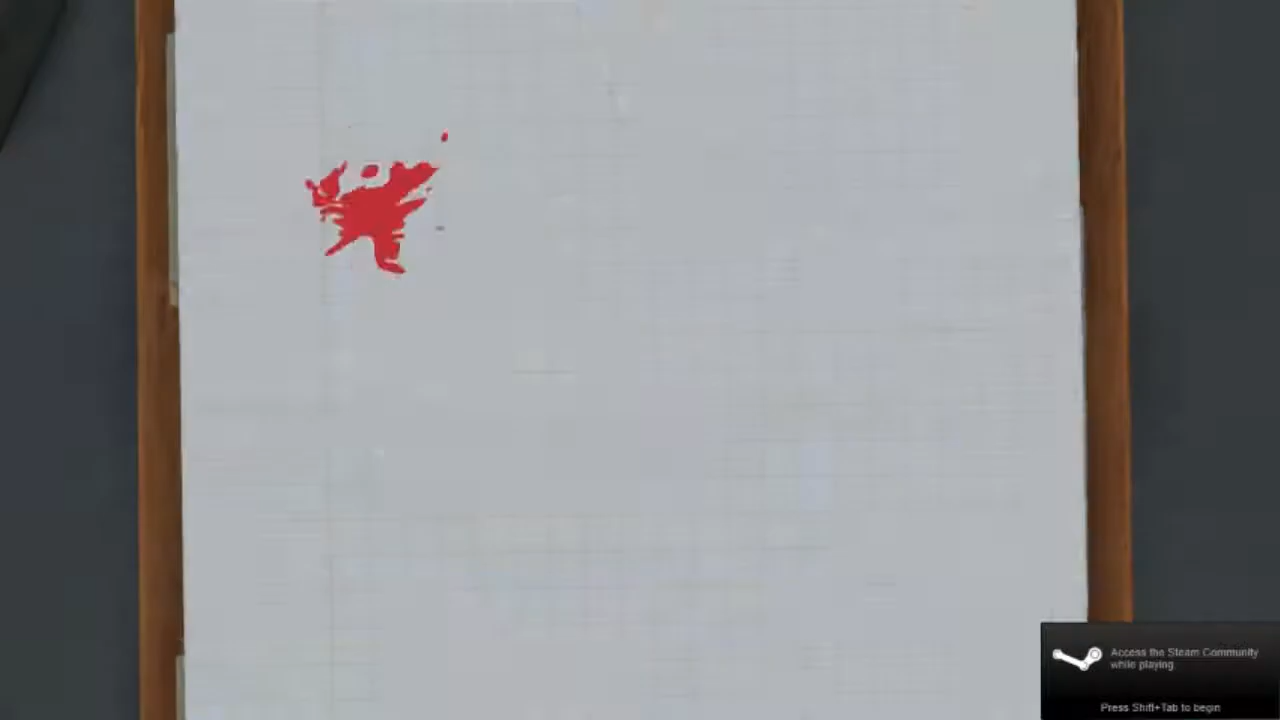 Access the Steam Community
while playing
Press Shift+Tab to begin